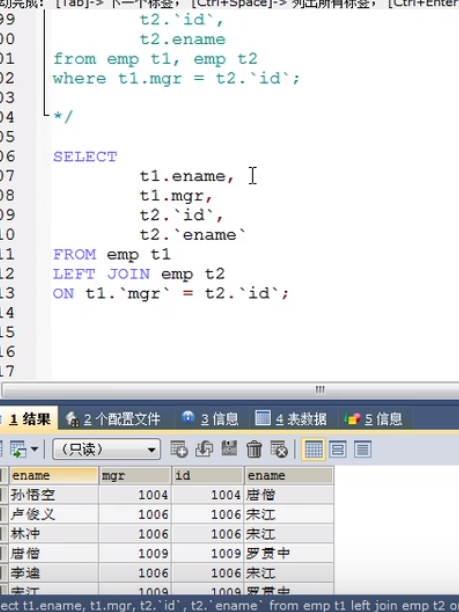 [Tab]-> 下一个标签, [Ctrl+Space]-> 列出所有标签, [Ctrl+Enter
99 t2.`id`,
00 t2.ename
01 from emp t1, emp t2
02 where t1.mgr = t2.`id`;
03
04 */
05
06 SELECT
07 t1.ename,
08 t1.mgr,
09 t2.`id`,
10 t2.`ename`
11 FROM emp t1
12 LEFT JOIN emp t2
13 ON t1.`mgr` = t2.`id`;
14
15
16
17
1 结果 2 个配置文件 3 信息 4 表数据 5 信息
(只读)
ename mgr id ename
孙悟空 1004 1004 唐僧
卢俊义 1006 1006 宋江
林冲 1006 1006 宋江
唐僧 1009 1009 罗贯中
李逵 1006 1006 宋江
宋江 1009 1009 罗贯中
ect t1.ename, t1.mgr, t2.`id`, t2.`ename` from emp t1 left join emp t2 o